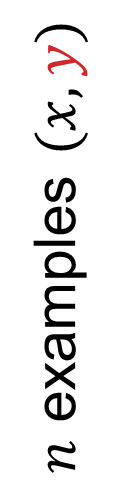 n examples (x, y)